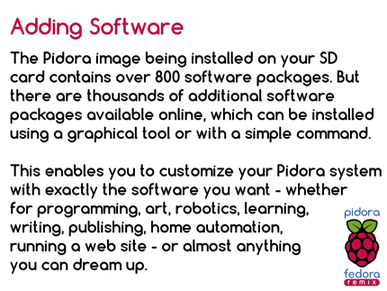 Adding Software
The Pidora image being installed on your SD
card contains over 800 software packages. But
there are thousands of additional software
packages available online, which can be installed
using a graphical tool or with a simple command.
This enables you to customize your Pidora system
with exactly the software you want - whether
for programming, art, robotics, learning,
writing, publishing, home automation,
running a web site - or almost anything
you can dream up.
pidora
fedora
remix